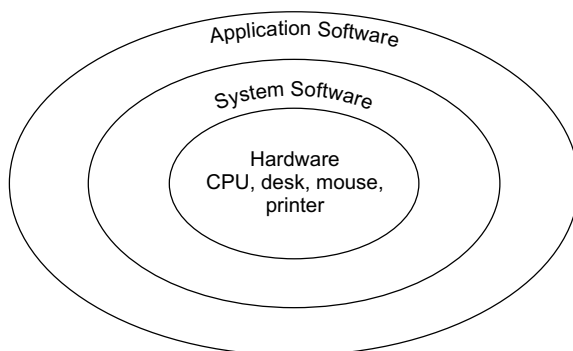 Application Software
System Software
Hardware
CPU, desk, mouse,
printer